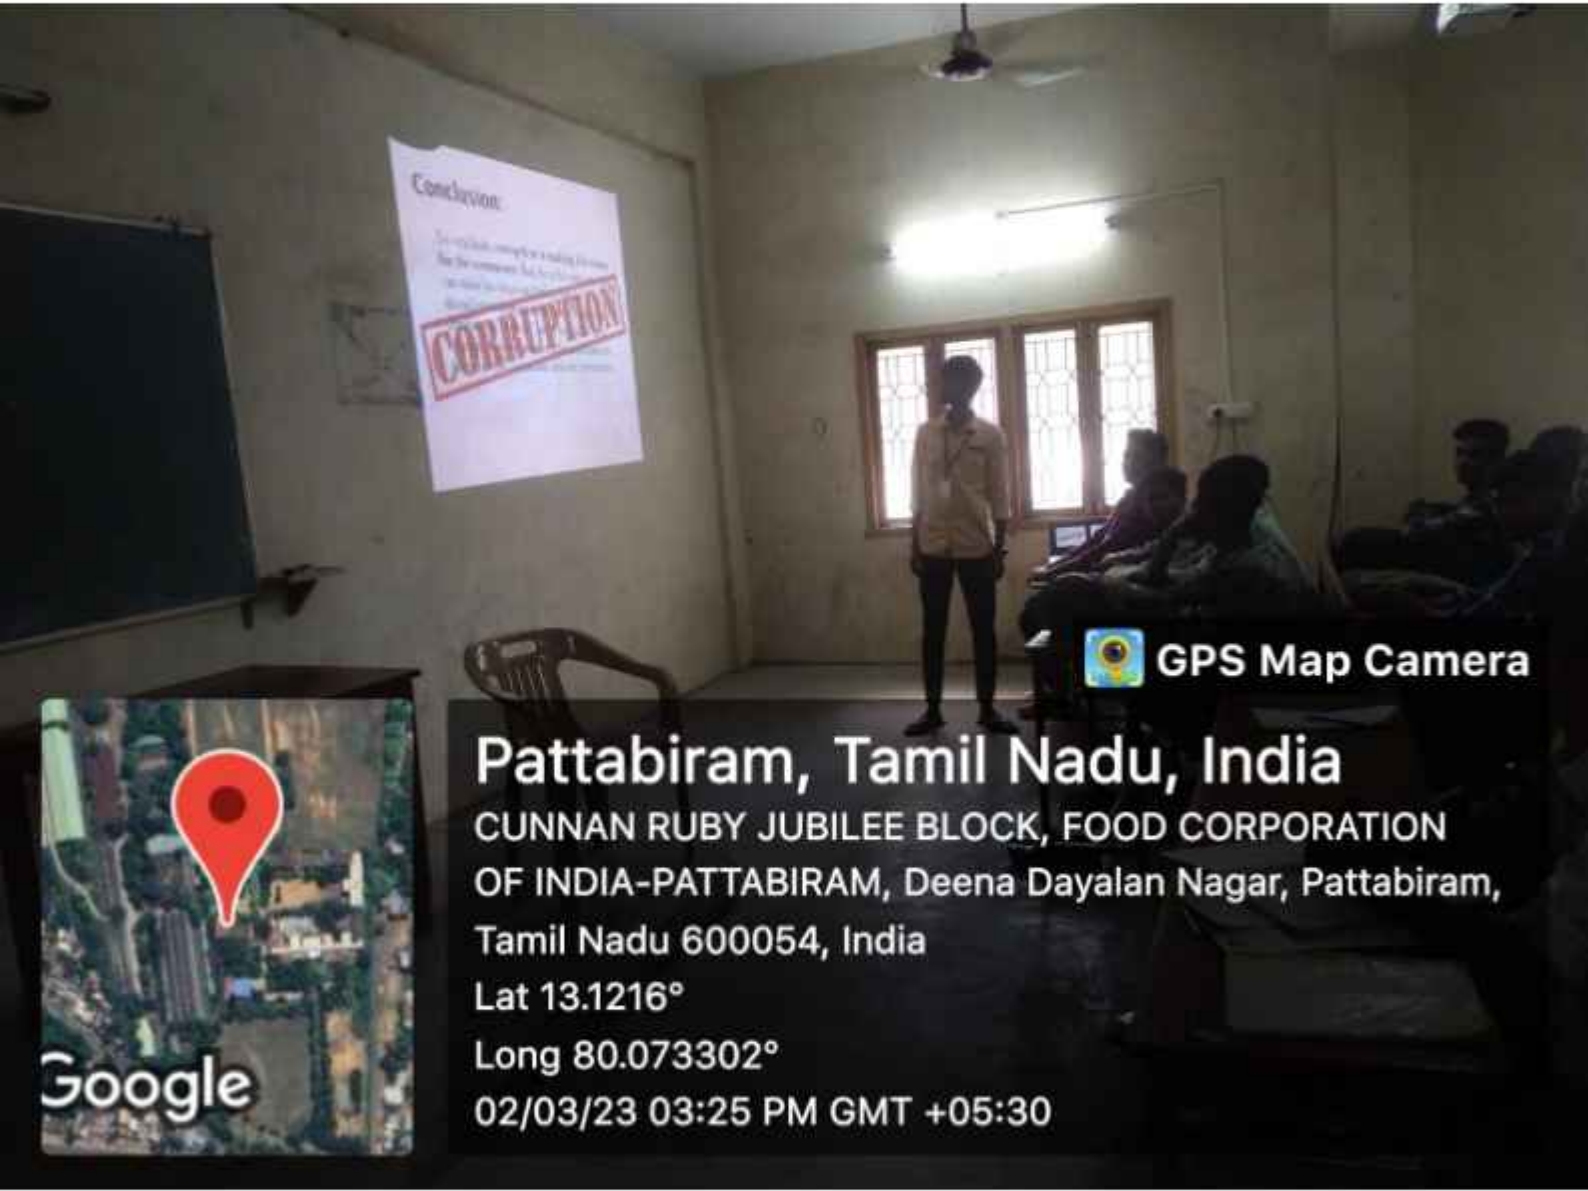 Conclusion:
CORRUPTION
GPS Map Camera
Pattabiram, Tamil Nadu, India
CUNNAN RUBY JUBILEE BLOCK, FOOD CORPORATION
OF INDIA-PATTABIRAM, Deena Dayalan Nagar, Pattabiram,
Tamil Nadu 600054, India
Lat 13.1216°
Long 80.073302°
02/03/23 03:25 PM GMT +05:30
Google